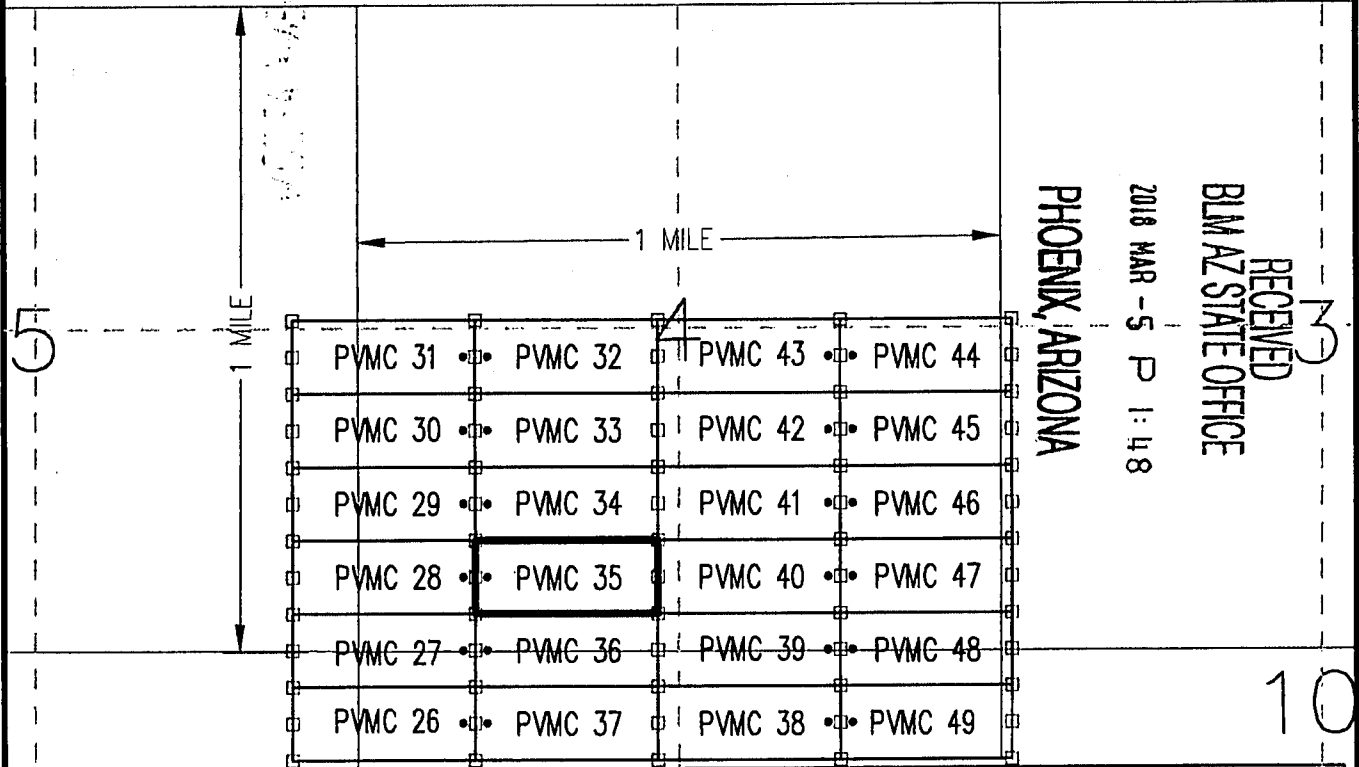 1 MILE
1 MILE
5
4
3
10
PVMC 31 PVMC 32 PVMC 43 PVMC 44
PVMC 30 PVMC 33 PVMC 42 PVMC 45
PVMC 29 PVMC 34 PVMC 41 PVMC 46
PVMC 28 PVMC 35 PVMC 40 PVMC 47
PVMC 27 PVMC 36 PVMC 39 PVMC 48
PVMC 26 PVMC 37 PVMC 38 PVMC 49
RECEIVED
BLM AZ STATE OFFICE
2018 MAR -5 P 1:48
PHOENIX, ARIZONA